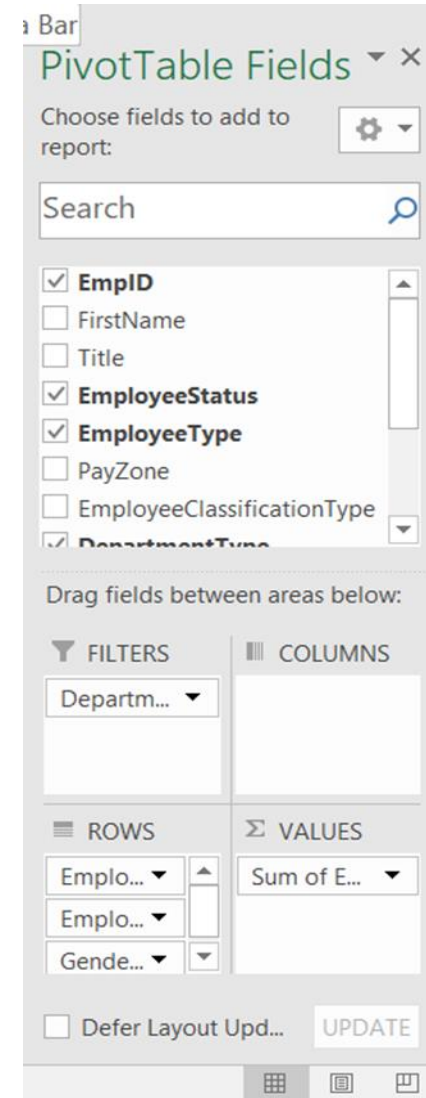 a Bar
PivotTable Fields
Choose fields to add to
report:
Search
EmpID
FirstName
Title
EmployeeStatus
EmployeeType
PayZone
EmployeeClassificationType
DepartmentType
Drag fields between areas below:
FILTERS
COLUMNS
Departm...
ROWS
Σ VALUES
Emplo...
Sum of E...
Emplo...
Gende...
Defer Layout Upd...
UPDATE